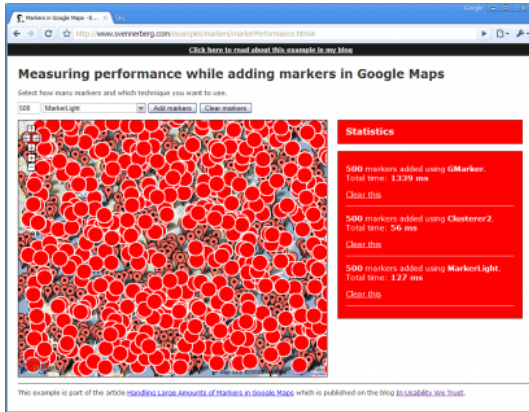 Markers in Google Maps - E...
Google
http://www.svennerberg.com/examples/markers/markerPerformance.html#
Click here to read about this example in my blog
Measuring performance while adding markers in Google Maps
Select how many markers and which technique you want to use.
500 MarkerLight Add markers Clear markers
Statistics
500 markers added using GMarker.
Total time: 1339 ms
Clear this
500 markers added using Clusterer2.
Total time: 56 ms
Clear this
500 markers added using MarkerLight.
Total time: 127 ms
Clear this
This example is part of the article Handling Large Amounts of Markers in Google Maps which is published on the blog In Usability We Trust.